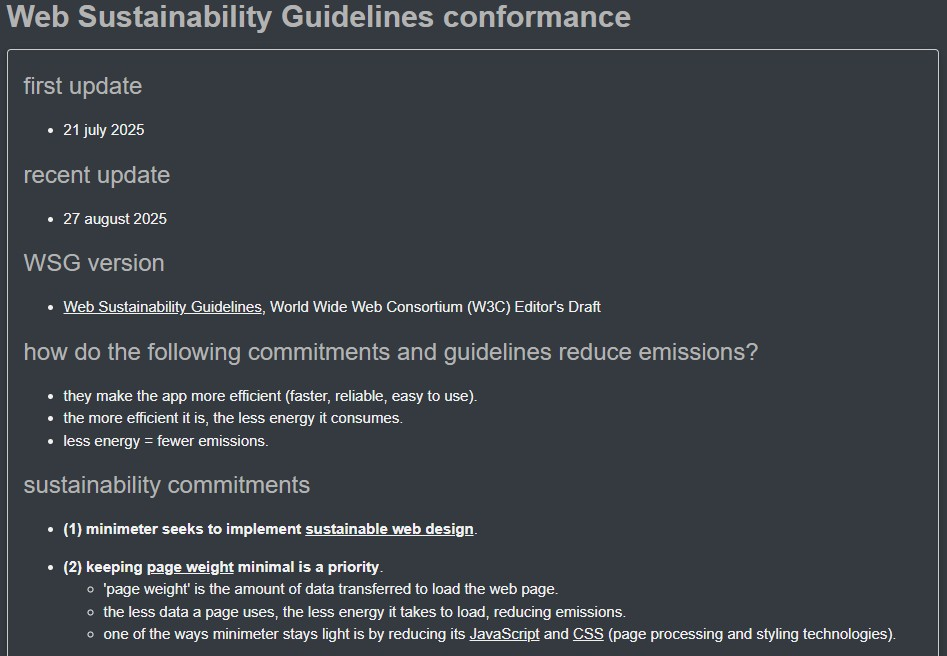 Web Sustainability Guidelines conformance
first update
21 july 2025
recent update
27 august 2025
WSG version
Web Sustainability Guidelines, World Wide Web Consortium (W3C) Editor's Draft
how do the following commitments and guidelines reduce emissions?
they make the app more efficient (faster, reliable, easy to use).
the more efficient it is, the less energy it consumes.
less energy = fewer emissions.
sustainability commitments
(1) minimeter seeks to implement sustainable web design.
(2) keeping page weight minimal is a priority.
'page weight' is the amount of data transferred to load the web page.
the less data a page uses, the less energy it takes to load, reducing emissions.
one of the ways minimeter stays light is by reducing its JavaScript and CSS (page processing and styling technologies).